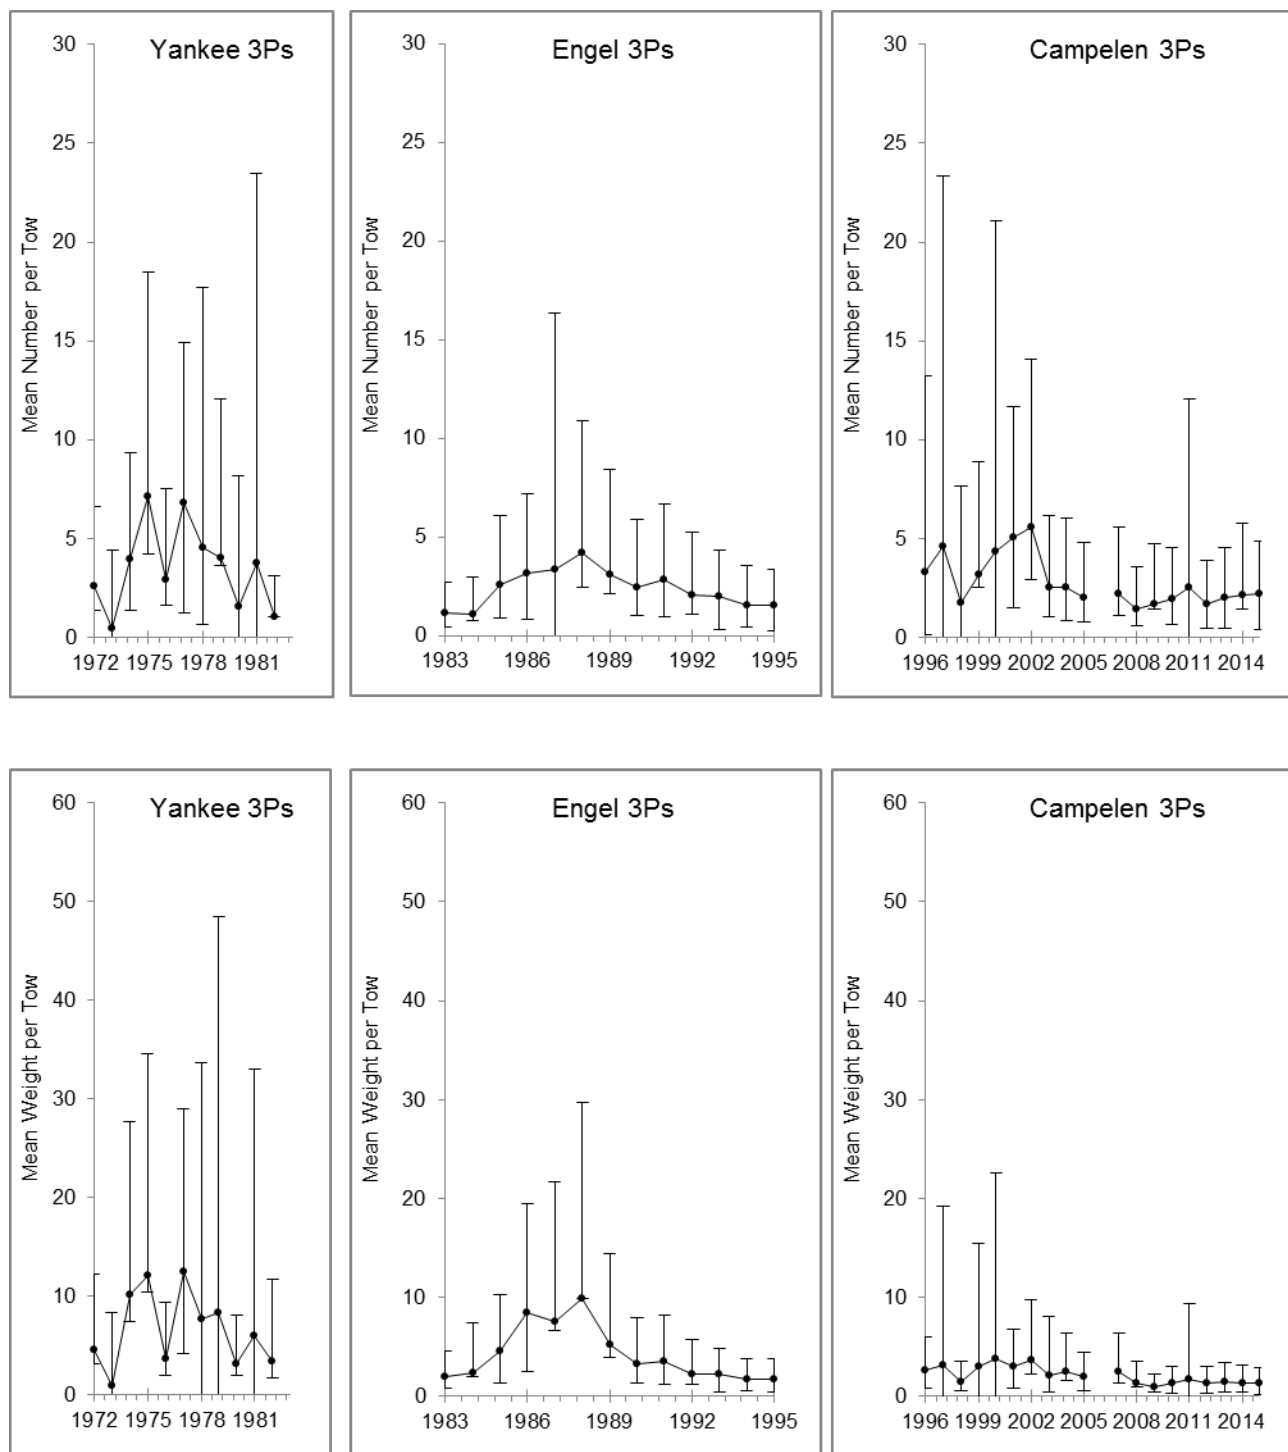 Yankee 3Ps
Mean Number per Tow
30
25
20
15
10
5
0
1972 1975 1978 1981
Engel 3Ps
Mean Number per Tow
30
25
20
15
10
5
0
1983 1986 1989 1992 1995
Campelen 3Ps
Mean Number per Tow
30
25
20
15
10
5
0
1996 1999 2002 2005 2008 2011 2014
Yankee 3Ps
Mean Weight per Tow
60
50
40
30
20
10
0
1972 1975 1978 1981
Engel 3Ps
Mean Weight per Tow
60
50
40
30
20
10
0
1983 1986 1989 1992 1995
Campelen 3Ps
Mean Weight per Tow
60
50
40
30
20
10
0
1996 1999 2002 2005 2008 2011 2014